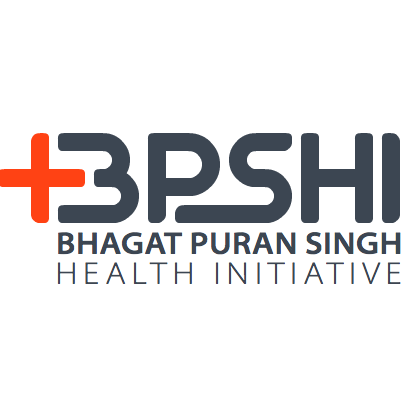 BPSHI
BHAGAT PURAN SINGH
HEALTH INITIATIVE